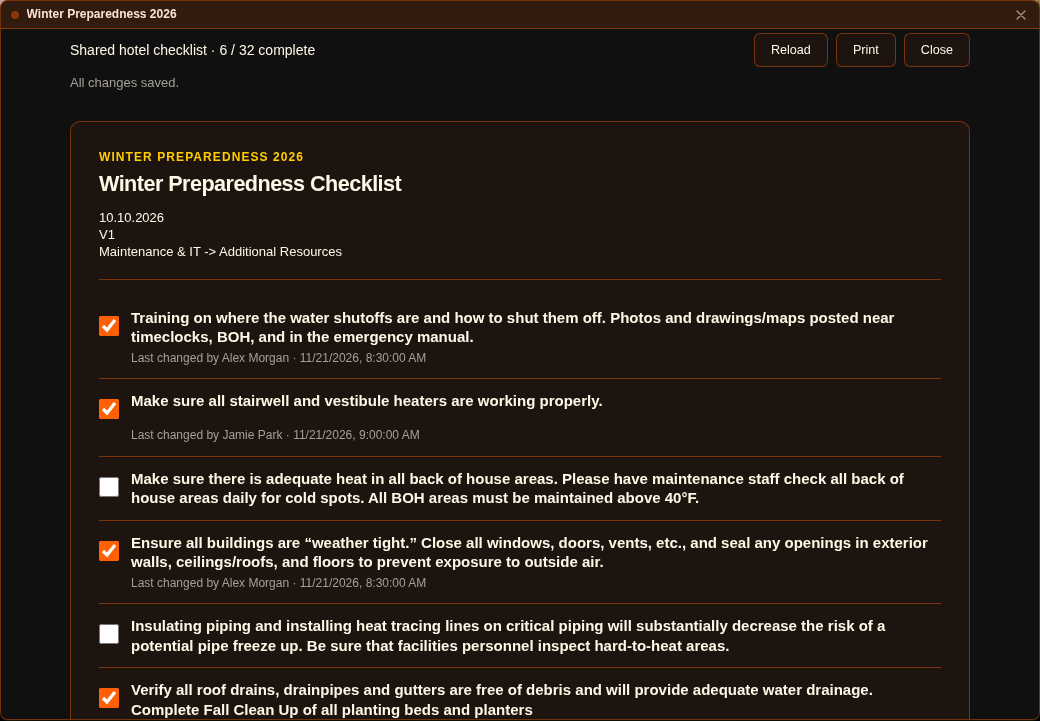 Winter Preparedness 2026
Shared hotel checklist · 6 / 32 complete
Reload
Print
Close
All changes saved.
WINTER PREPAREDNESS 2026
Winter Preparedness Checklist
10.10.2026
V1
Maintenance & IT -> Additional Resources
Training on where the water shutoffs are and how to shut them off. Photos and drawings/maps posted near
timeclocks, BOH, and in the emergency manual.
Last changed by Alex Morgan · 11/21/2026, 8:30:00 AM
Make sure all stairwell and vestibule heaters are working properly.
Last changed by Jamie Park · 11/21/2026, 9:00:00 AM
Make sure there is adequate heat in all back of house areas. Please have maintenance staff check all back of
house areas daily for cold spots. All BOH areas must be maintained above 40°F.
Ensure all buildings are “weather tight.” Close all windows, doors, vents, etc., and seal any openings in exterior
walls, ceilings/roofs, and floors to prevent exposure to outside air.
Last changed by Alex Morgan · 11/21/2026, 8:30:00 AM
Insulating piping and installing heat tracing lines on critical piping will substantially decrease the risk of a
potential pipe freeze up. Be sure that facilities personnel inspect hard-to-heat areas.
Verify all roof drains, drainpipes and gutters are free of debris and will provide adequate water drainage.
Complete Fall Clean Up of all planting beds and planters